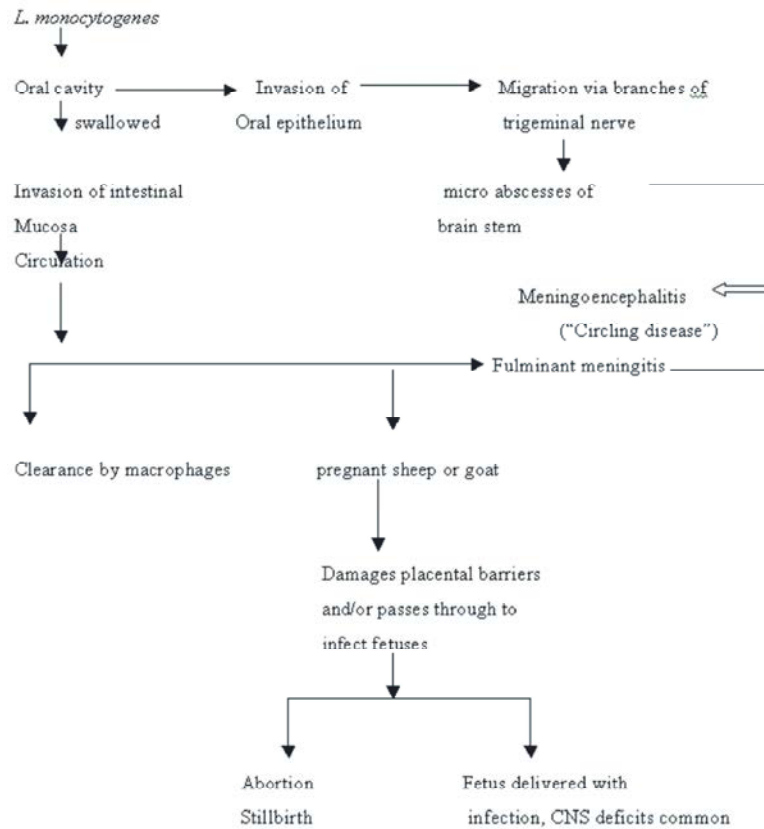 L. monocytogenes
Oral cavity
Invasion of
Oral epithelium
Migration via branches of
trigeminal nerve
swallowed
Invasion of intestinal
Mucosa
Circulation
micro abscesses of
brain stem
Meningoencephalitis
("Circling disease")
Fulminant meningitis
Clearance by macrophages
pregnant sheep or goat
Damages placental barriers
and/or passes through to
infect fetuses
Abortion
Stillbirth
Fetus delivered with
infection, CNS deficits common